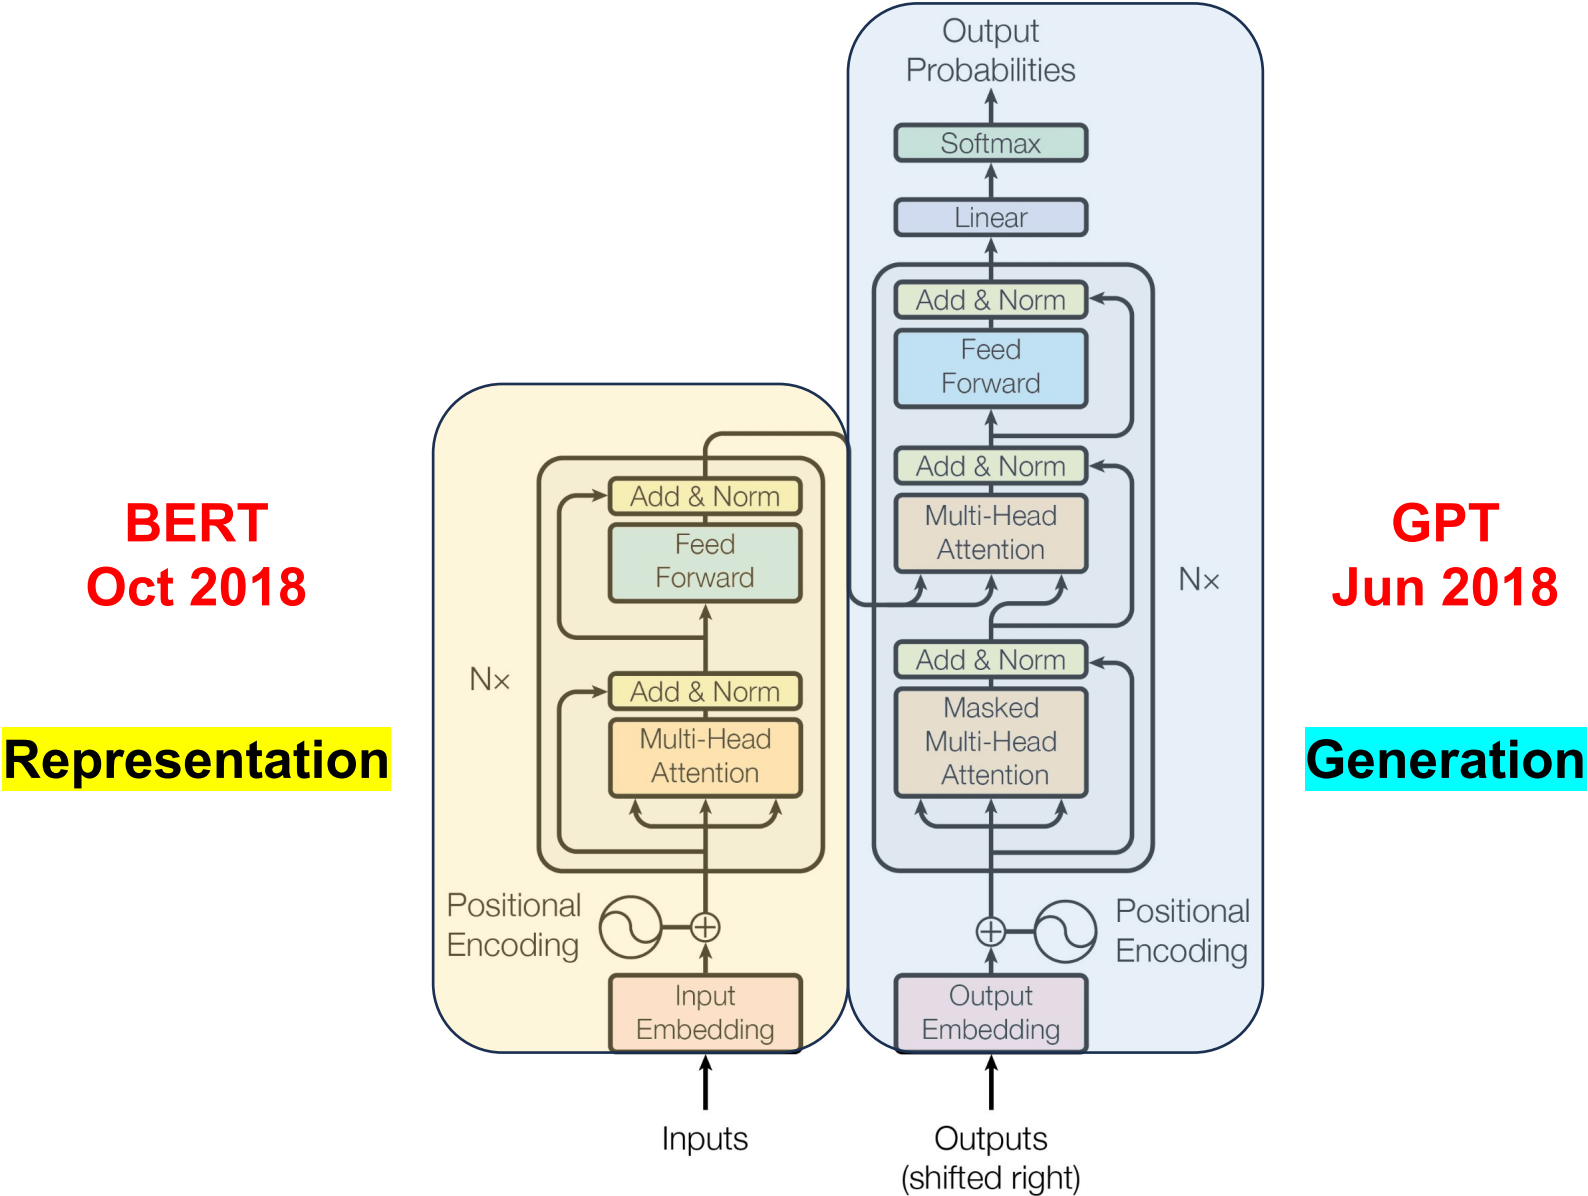 BERT
Oct 2018
Representation
Nx
Add & Norm
Feed
Forward
Add & Norm
Multi-Head
Attention
Positional
Encoding
Input
Embedding
Inputs
Output
Probabilities
Softmax
Linear
Add & Norm
Feed
Forward
Add & Norm
Multi-Head
Attention
Nx
Add & Norm
Masked
Multi-Head
Attention
Positional
Encoding
Output
Embedding
Outputs
(shifted right)
GPT
Jun 2018
Generation